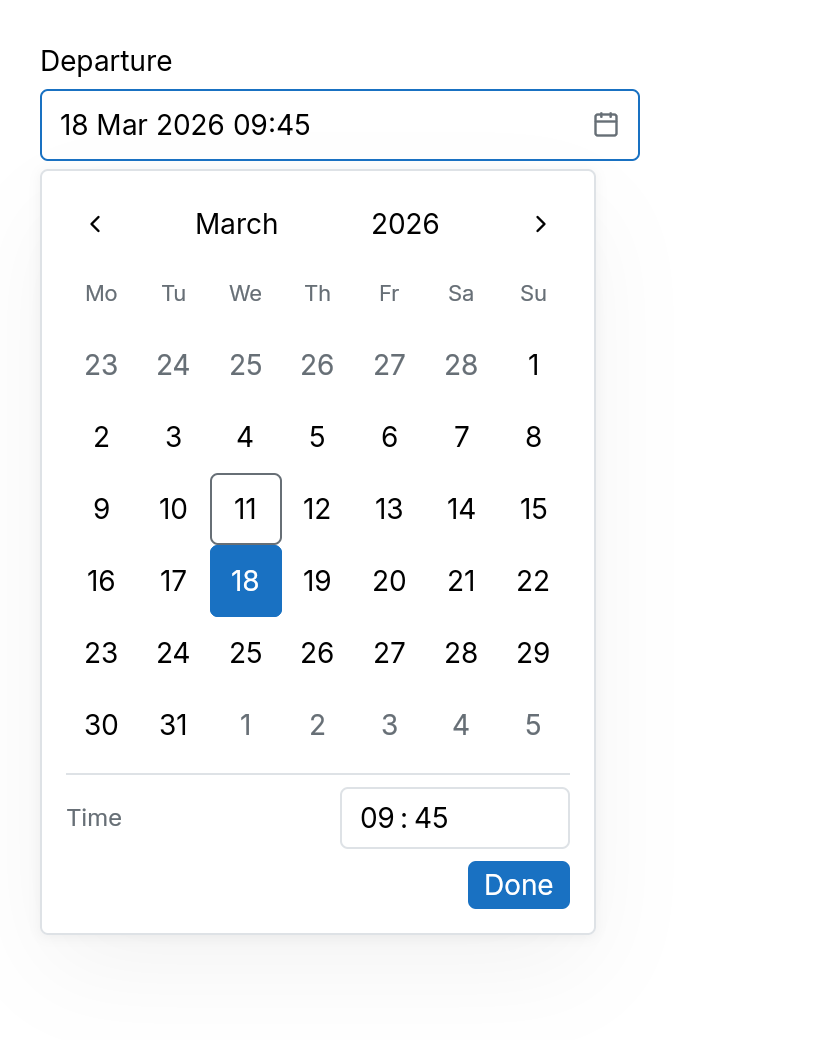 Departure
18 Mar 2026 09:45
March 2026
Mo Tu We Th Fr Sa Su
23 24 25 26 27 28 1
2 3 4 5 6 7 8
9 10 11 12 13 14 15
16 17 18 19 20 21 22
23 24 25 26 27 28 29
30 31 1 2 3 4 5
Time 09 : 45
Done